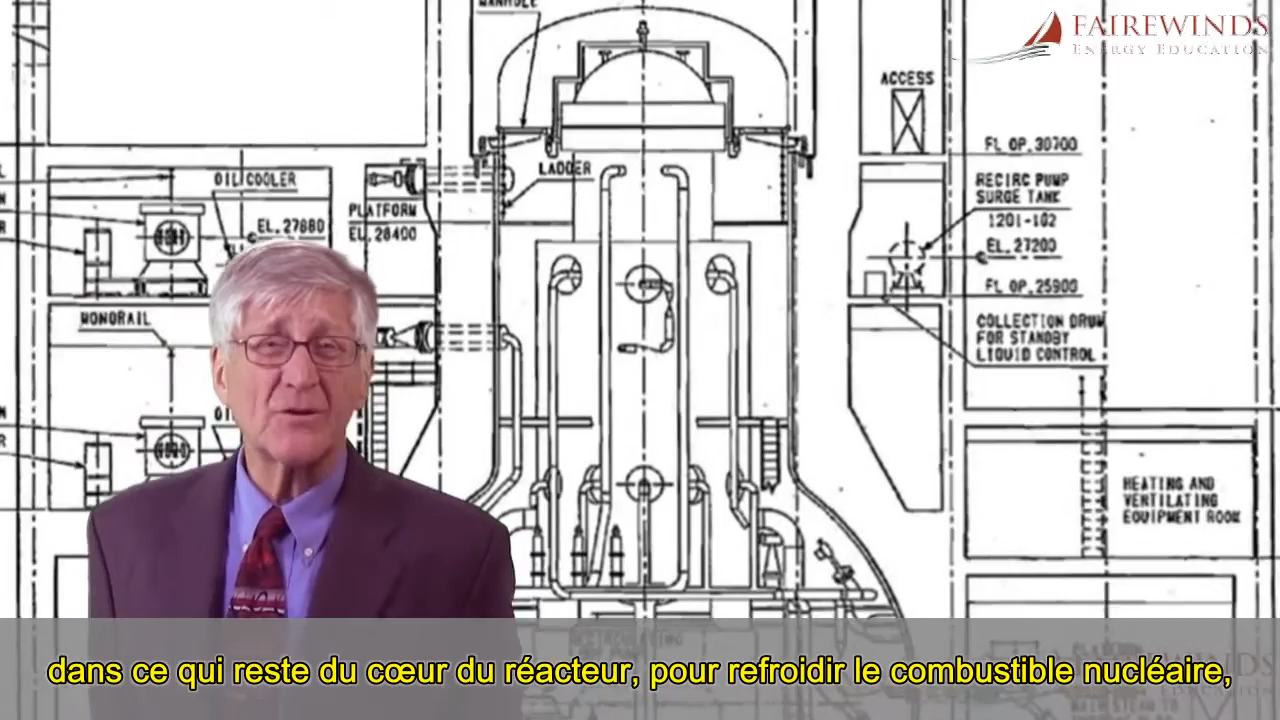 MANHOLE
FAIREWINDS
ENERGY EDUCATION
ACCESS
FL OP.30700
LADDER
OIL COOLER
RECIRC PUMP
SURGE TANK
1201-102
PLATFORM
EL.28400
EL.27880
EL.27200
FL OP.25900
MONORAIL
COLLECTION DRUM
FOR STANDBY
LIQUID CONTROL
HEATING AND
VENTILATING
EQUIPMENT ROOM
dans ce qui reste du cœur du réacteur, pour refroidir le combustible nucléaire,